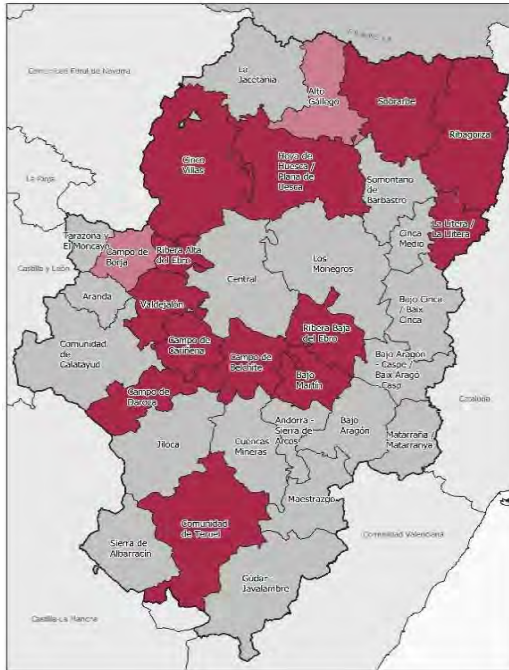 Comunidad Foral de Navarra
La Rioja
Castilla y León
Castilla-La Mancha
Comunidad Valenciana
Cataluña
La
Jacetania
Alto
Gállego
Sobrarbe
Ribagorza
Cinco
Villas
Hoya de
Huesca /
Plana de
Uesca
Somontano
de
Barbastro
La Litera /
La Llitera
Cinca
Medio
Tarazona y
El Moncayo
Campo de
Borja
Ribera Alta
del Ebro
Central
Los
Monegros
Aranda
Valdejalón
Bajo Cinca
/ Baix
Cinca
Comunidad
de
Calatayud
Campo de
Cariñena
Campo de
Belchite
Ribera Baja
del Ebro
Bajo
Martín
Bajo Aragón
- Caspe /
Baix Aragó
Casp
Campo de
Daroca
Jiloca
Cuencas
Mineras
Andorra -
Sierra de
Arcos
Bajo
Aragón
Matarraña /
Matarranya
Maestrazgo
Comunidad
de Teruel
Sierra de
Albarracín
Gúdar-
Javalambre